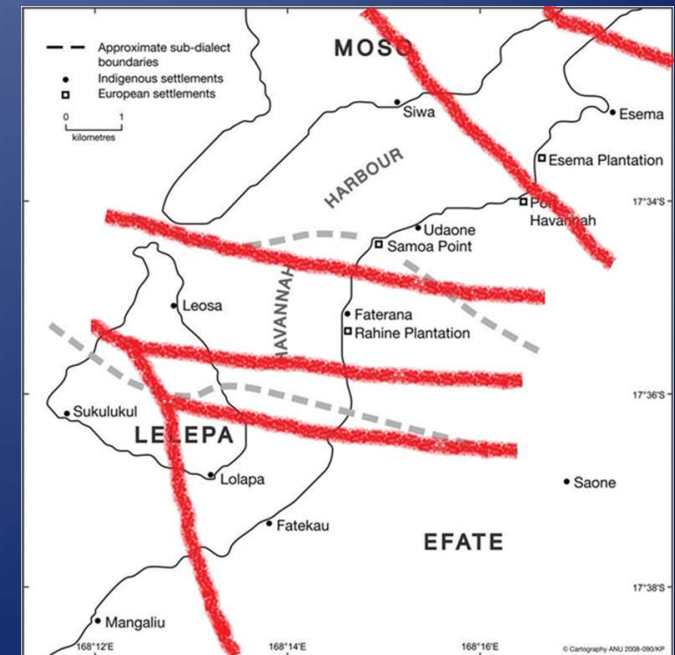 Approximate sub-dialect
boundaries
Indigenous settlements
European settlements
0 1
kilometres
MOSO
Siwa
Esema
Esema Plantation
HARBOUR
17°34'S
Port
Havannah
Udaone
Samoa Point
HAVANNAH
Leosa
Faterana
Rahine Plantation
17°36'S
Sukulukul
LELEPA
Lolapa
Saone
Fatekau
EFATE
17°38'S
Mangaliu
168°12'E 168°14'E 168°16'E
© Cartography ANU 2008-090/KP